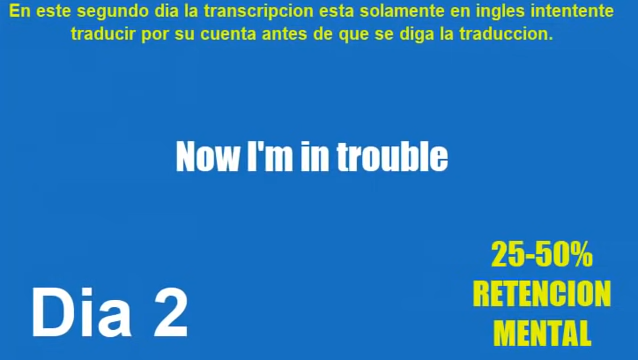 En este segundo dia la transcripcion esta solamente en ingles intentente
traducir por su cuenta antes de que se diga la traduccion.
Now I'm in trouble
25-50%
RETENCION
MENTAL
Dia 2